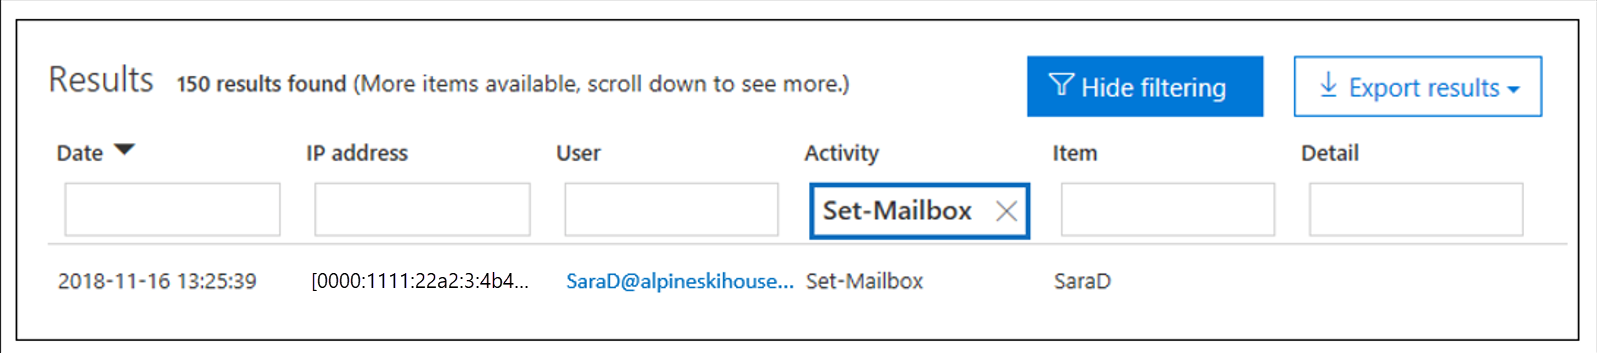 Results 150 results found (More items available, scroll down to see more.) Hide filtering Export results
Date IP address User Activity Item Detail
Set-Mailbox
2018-11-16 13:25:39 [0000:1111:22a2:3:4b4... SaraD@alpineskihouse... Set-Mailbox SaraD